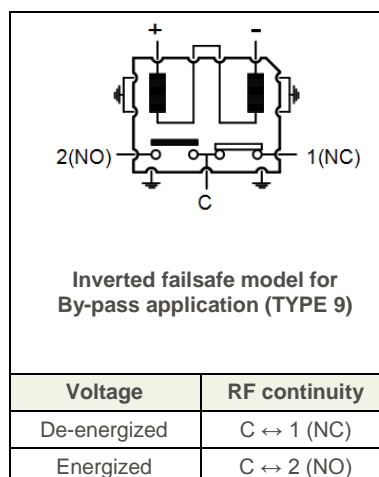 + -
2(NO) 1(NC)
C
Inverted failsafe model for
By-pass application (TYPE 9)
Voltage RF continuity
De-energized C ↔ 1 (NC)
Energized C ↔ 2 (NO)